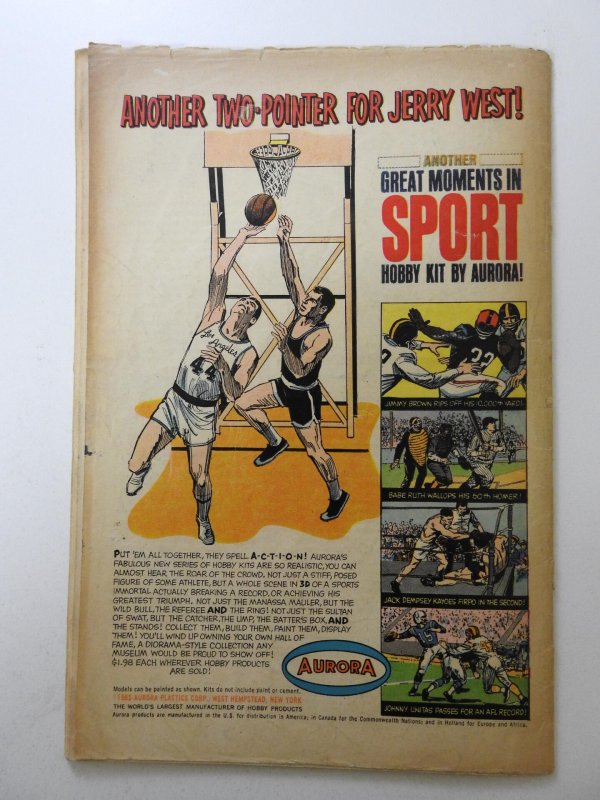 ANOTHER TWO-POINTER FOR JERRY WEST!
ANOTHER
GREAT MOMENTS IN
SPORT
HOBBY KIT BY AURORA!
Los Angeles
44
32
JIMMY BROWN RIPS OFF HIS 10,000TH YARD!
BABE RUTH WALLOPS HIS 60TH HOMER!
JACK DEMPSEY KAYOES FIRPO IN THE SECOND!
JOHNNY UNITAS PASSES FOR AN AFL RECORD!
PUT 'EM ALL TOGETHER, THEY SPELL A-C-T-I-O-N! AURORA'S
FABULOUS NEW SERIES OF HOBBY KITS ARE SO REALISTIC, YOU CAN
ALMOST HEAR THE ROAR OF THE CROWD. NOT JUST A STIFF, POSED
FIGURE OF SOME ATHLETE, BUT A WHOLE SCENE IN 3D OF A SPORTS
IMMORTAL ACTUALLY BREAKING A RECORD, OR ACHIEVING HIS
GREATEST TRIUMPH. NOT JUST THE MANASSA MAULER, BUT THE
WILD BULL, THE REFEREE AND THE RING! NOT JUST THE SULTAN
OF SWAT, BUT THE CATCHER, THE UMP, THE BATTER'S BOX, AND
THE STANDS! COLLECT THEM, BUILD THEM, PAINT THEM, DISPLAY
THEM! YOU'LL WIND UP OWNING YOUR OWN HALL OF
FAME, A DIORAMA-STYLE COLLECTION ANY
MUSEUM WOULD BE PROUD TO SHOW OFF!
$1.98 EACH WHEREVER HOBBY PRODUCTS
ARE SOLD!
AURORA
Models can be painted as shown. Kits do not include paint or cement.
©1965 AURORA PLASTICS CORP., WEST HEMPSTEAD, NEW YORK
THE WORLD'S LARGEST MANUFACTURER OF HOBBY PRODUCTS
Aurora products are manufactured in the U.S. for distribution in America; in Canada for the Commonwealth Nations; and in Holland for Europe and Africa.